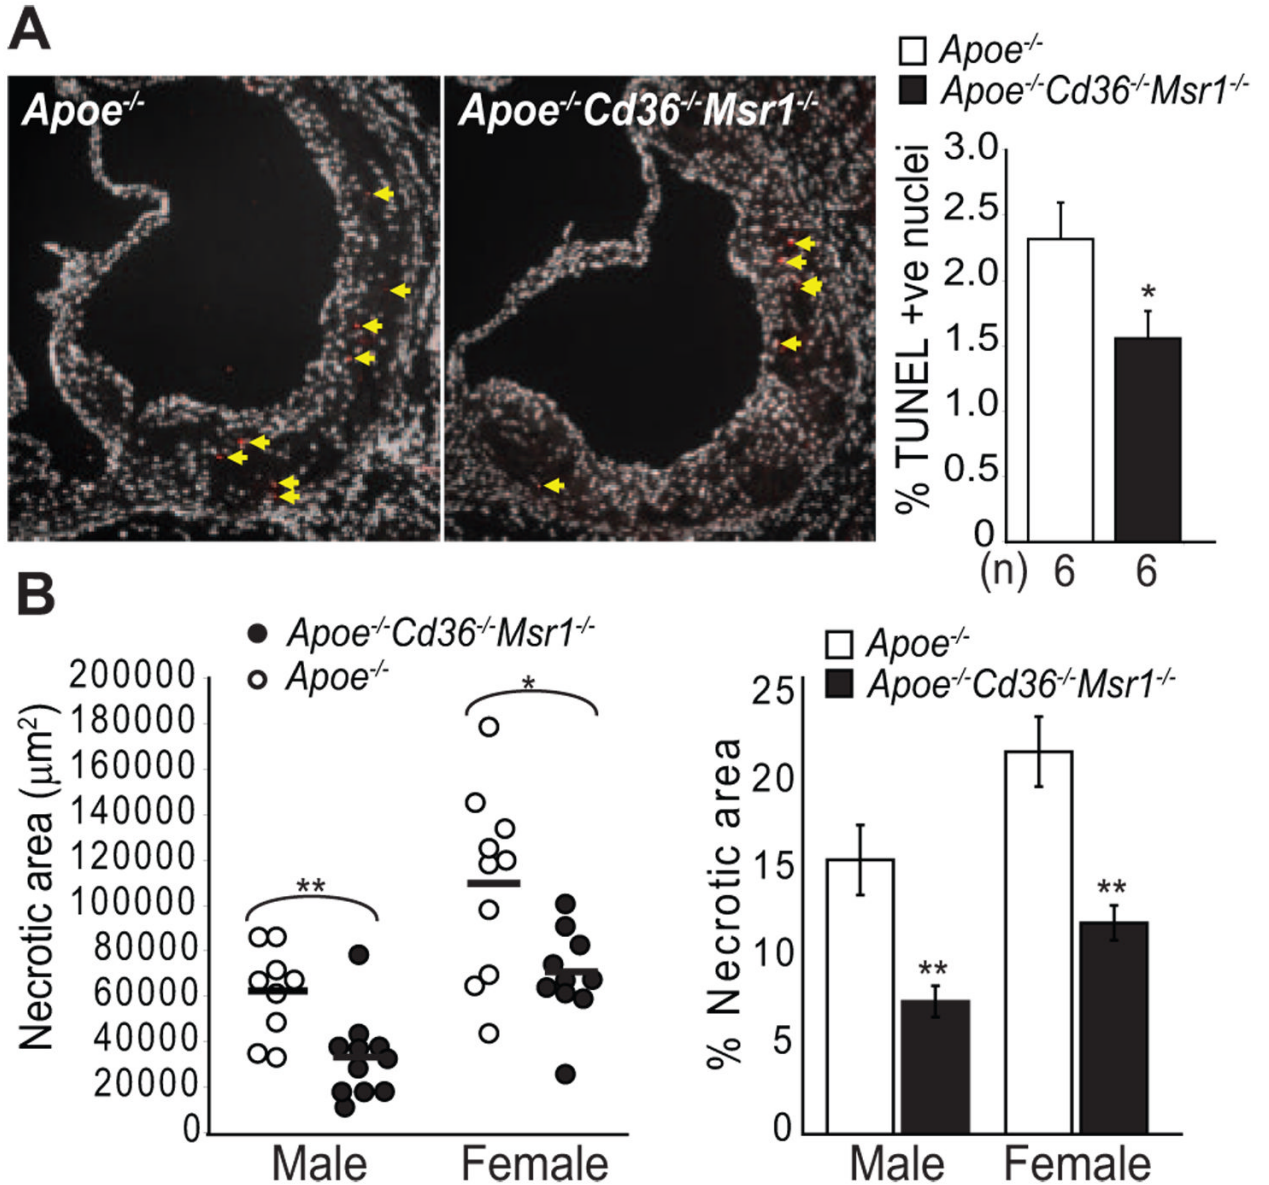 A
Apoe-/-
Apoe-/-Cd36-/-Msr1-/-
Apoe-/-
Apoe-/-Cd36-/-Msr1-/-
% TUNEL +ve nuclei
3.0
2.5
2.0
1.5
1.0
0.5
0
*
(n) 6 6
B
Apoe-/-Cd36-/-Msr1-/-
Apoe-/-
Necrotic area (μm2)
200000
180000
160000
140000
120000
100000
80000
60000
40000
20000
0
**
*
Male Female
Apoe-/-
Apoe-/-Cd36-/-Msr1-/-
% Necrotic area
25
20
15
10
5
0
**
**
Male Female